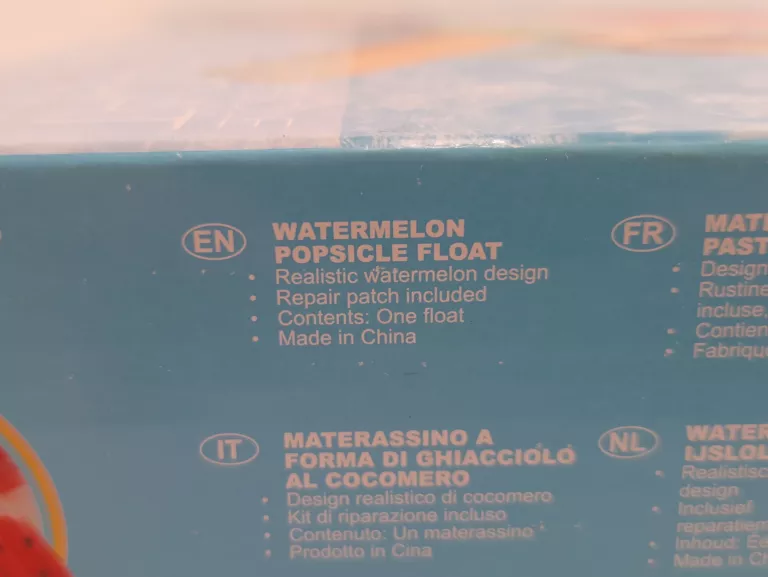 EN
WATERMELON
POPSICLE FLOAT
• Realistic watermelon design
• Repair patch included
• Contents: One float
• Made in China
FR
MAT
PAST
• Design
• Rustine
incluse,
• Contien
• Fabriqu
IT
MATERASSINO A
FORMA DI GHIACCIOLO
AL COCOMERO
• Design realistico di cocomero
• Kit di riparazione incluso
• Contenuto: Un materassino
• Prodotto in Cina
NL
WATER
IJSLOL
• Realistisc
design
• Inclusief
reparatiem
• Inhoud: Ee
• Made in Ch